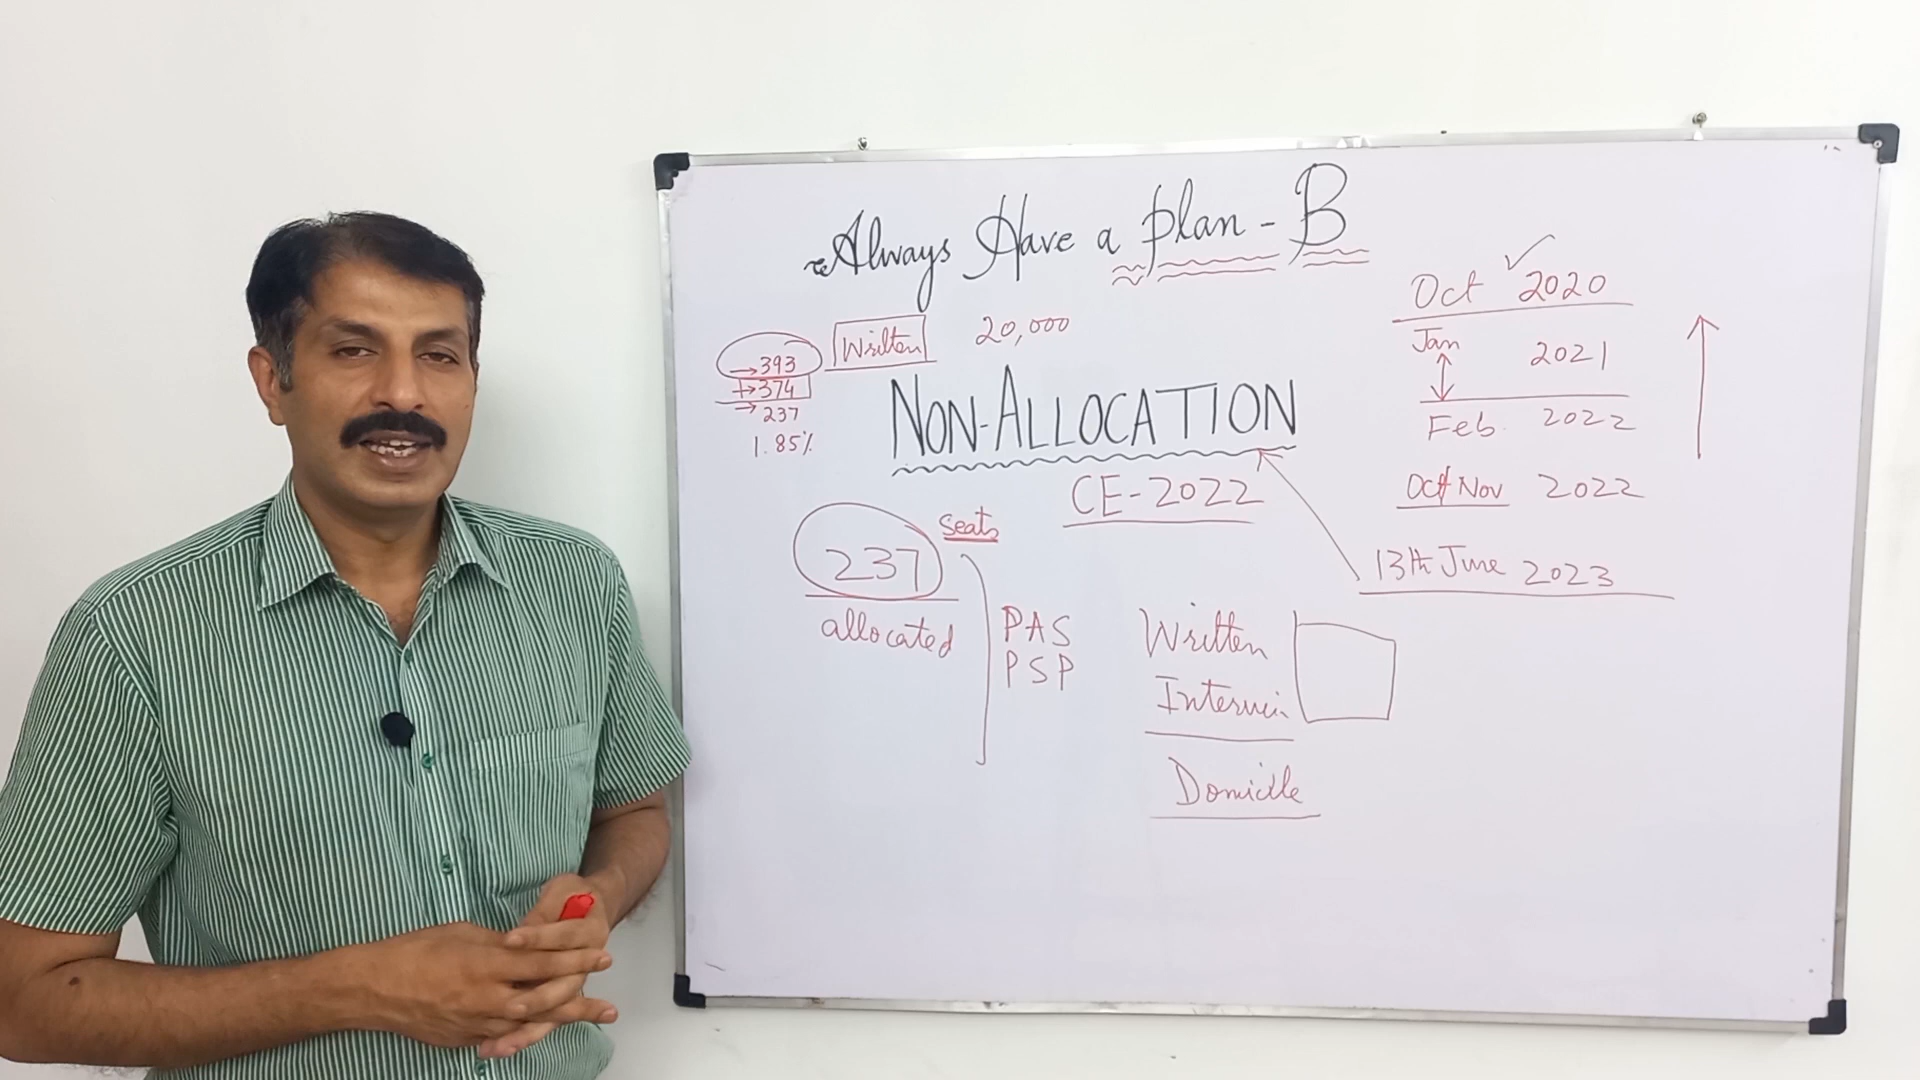 Always Have a plan - B
Written 20,000
→393
→374
→237
1.85%
NON-ALLOCATION
CE-2022
237 seats
allocated
PAS
PSP
Written
Interview
Domicile
Oct 2020
Jan 2021
Feb. 2022
Oct Nov 2022
13th June 2023